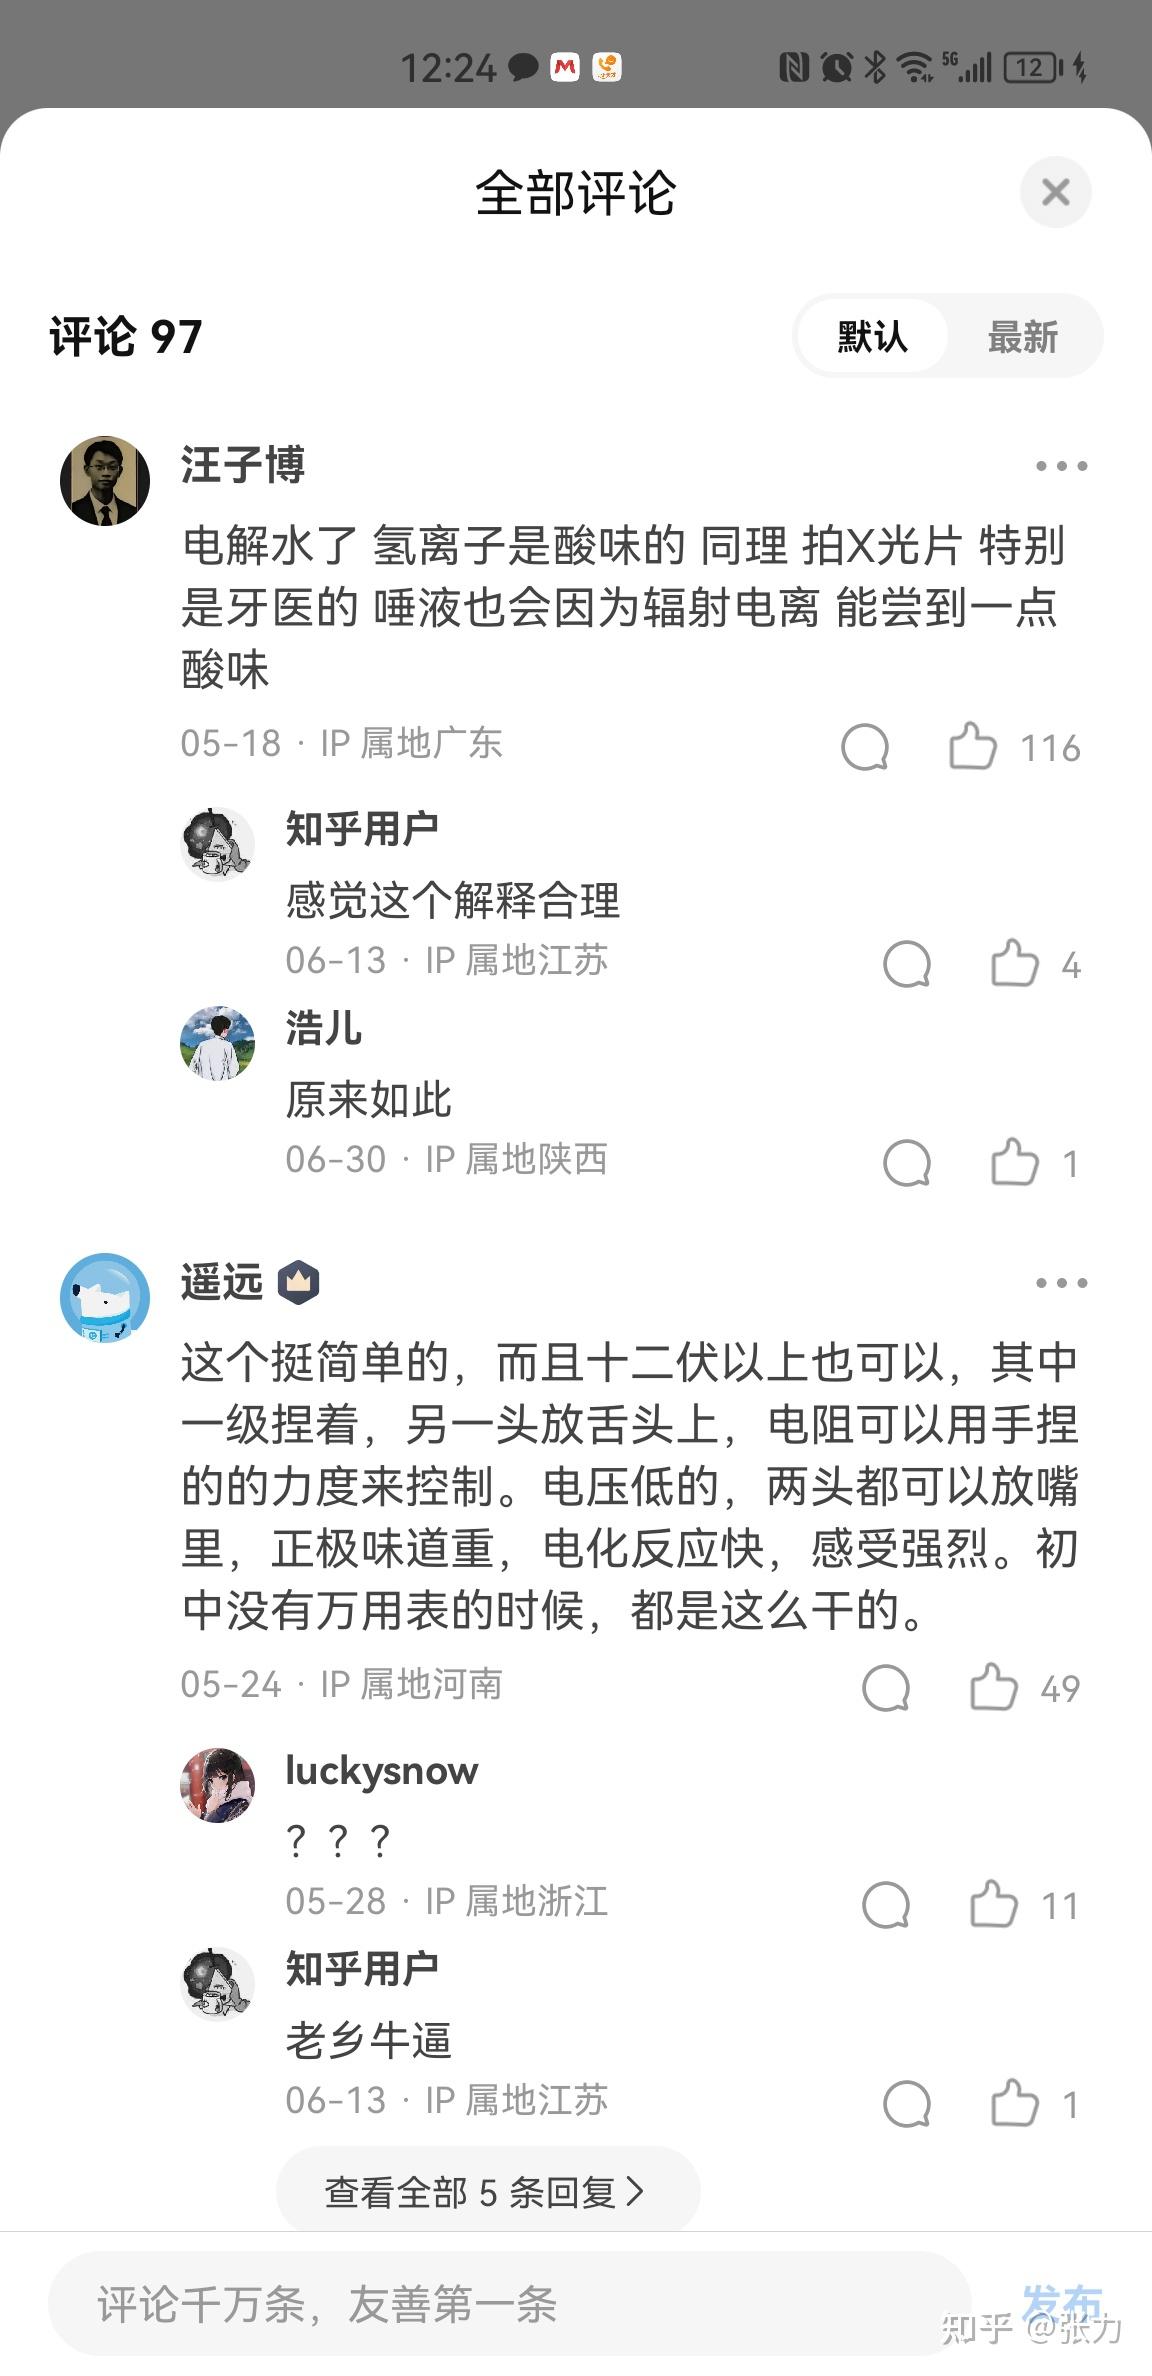 12:24 5G 12
全部评论
评论 97 默认 最新
汪子博
电解水了 氢离子是酸味的 同理 拍X光片 特别
是牙医的 唾液也会因为辐射电离 能尝到一点
酸味
05-18 · IP 属地广东 116
知乎用户
感觉这个解释合理
06-13 · IP 属地江苏 4
浩儿
原来如此
06-30 · IP 属地陕西 1
遥远
这个挺简单的，而且十二伏以上也可以，其中
一级捏着，另一头放舌头上，电阻可以用手捏
的的力度来控制。电压低的，两头都可以放嘴
里，正极味道重，电化反应快，感受强烈。初
中没有万用表的时候，都是这么干的。
05-24 · IP 属地河南 49
luckysnow
？？？
05-28 · IP 属地浙江 11
知乎用户
老乡牛逼
06-13 · IP 属地江苏 1
查看全部 5 条回复
评论千万条，友善第一条 发布
知乎 @张力